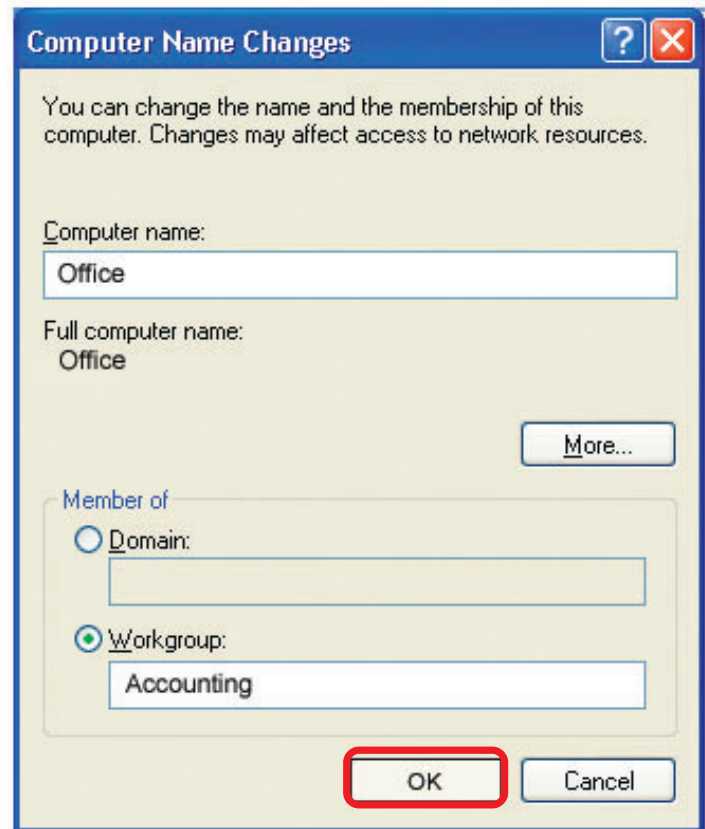 Computer Name Changes
You can change the name and the membership of this
computer. Changes may affect access to network resources.
Computer name:
Office
Full computer name:
Office
More...
Member of
Domain:
Workgroup:
Accounting
OK
Cancel